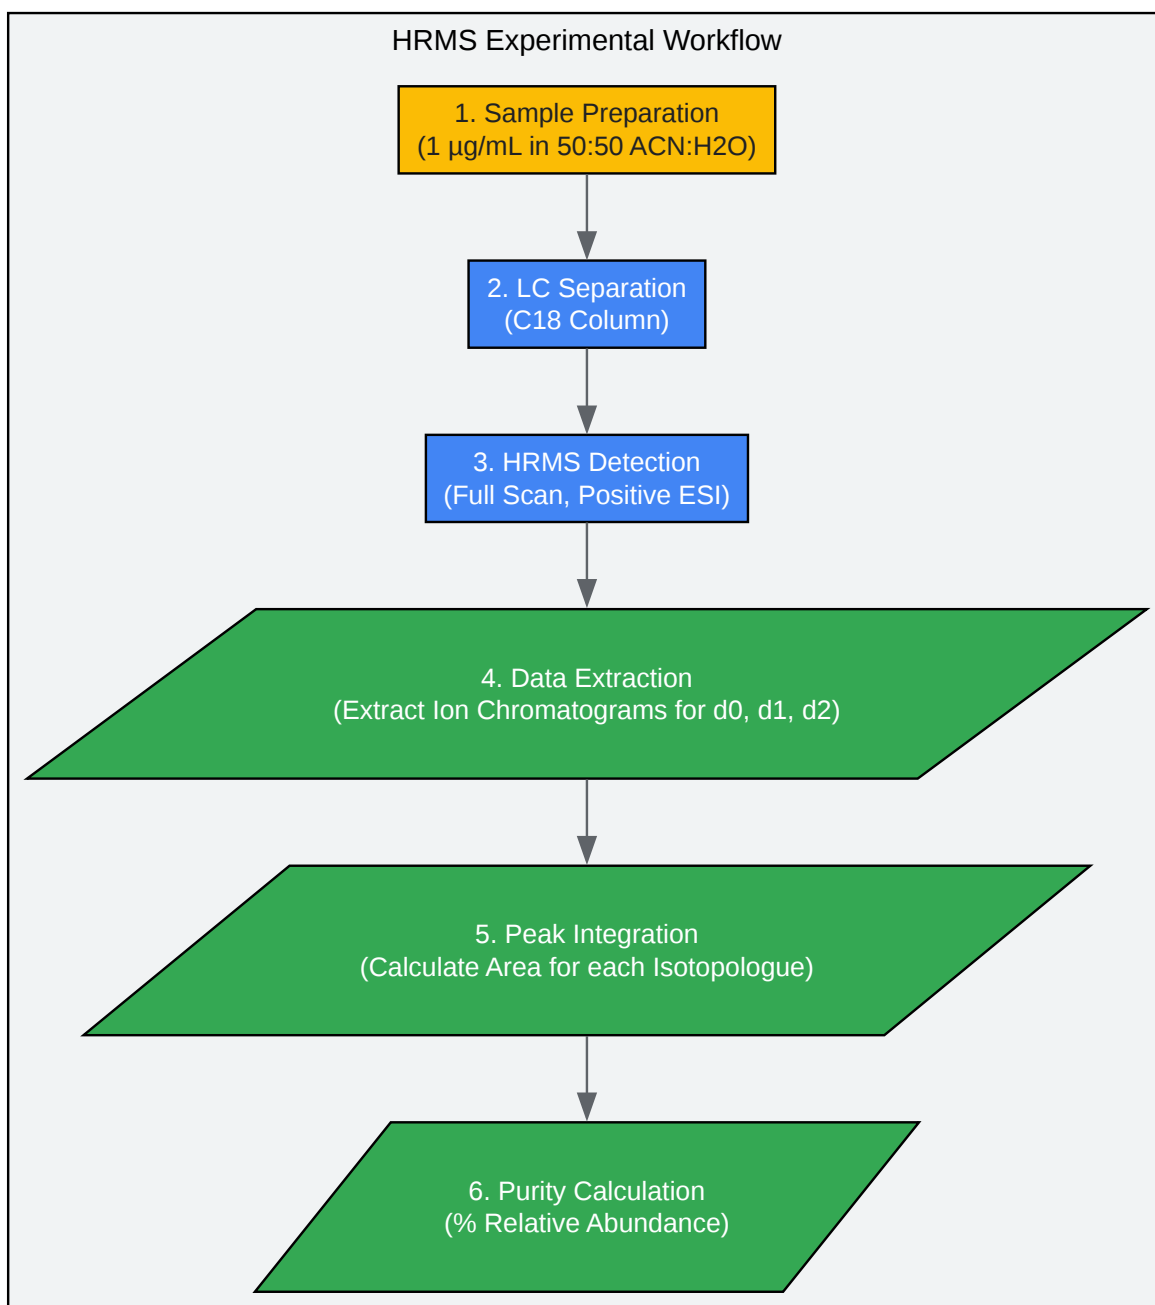 HRMS Experimental Workflow
1. Sample Preparation
(1 µg/mL in 50:50 ACN:H2O)
2. LC Separation
(C18 Column)
3. HRMS Detection
(Full Scan, Positive ESI)
4. Data Extraction
(Extract Ion Chromatograms for d0, d1, d2)
5. Peak Integration
(Calculate Area for each Isotopologue)
6. Purity Calculation
(% Relative Abundance)